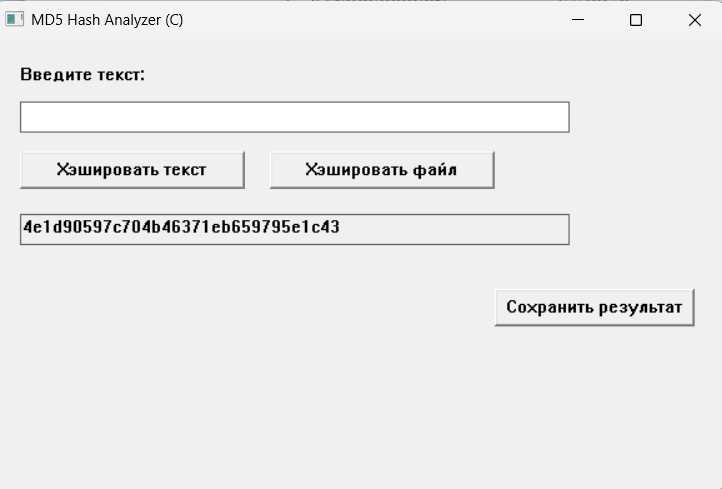 MD5 Hash Analyzer (C)
Введите текст:
Хэшировать текст
Хэшировать файл
4e1d90597c704b46371eb659795e1c43
Сохранить результат